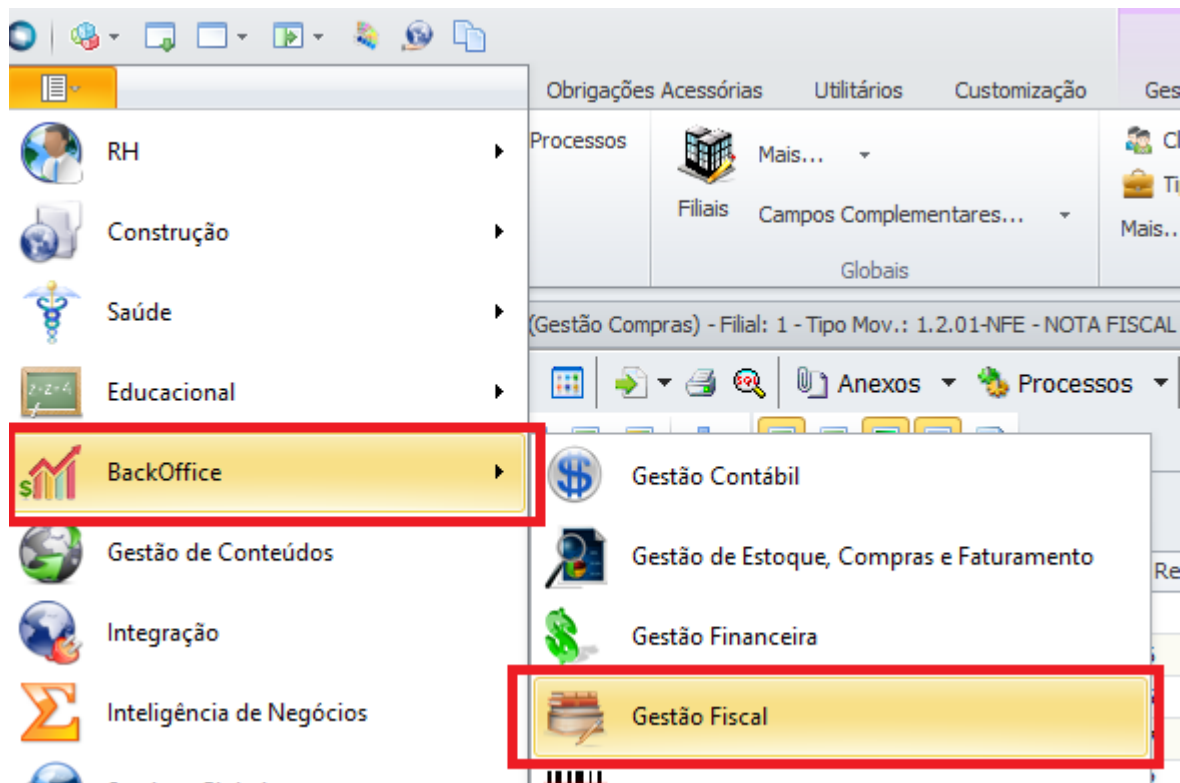 Obrigações Acessórias Utilitários Customização Ges
RH
Processos
Mais...
Filiais
Campos Complementares...
Globais
Mais..
Construção
Saúde
(Gestão Compras) - Filial: 1 - Tipo Mov.: 1.2.01-NFE - NOTA FISCAL
Educacional
Anexos Processos
BackOffice
Gestão Contábil
Gestão de Conteúdos
Gestão de Estoque, Compras e Faturamento
Re
Integração
Gestão Financeira
Inteligência de Negócios
Gestão Fiscal